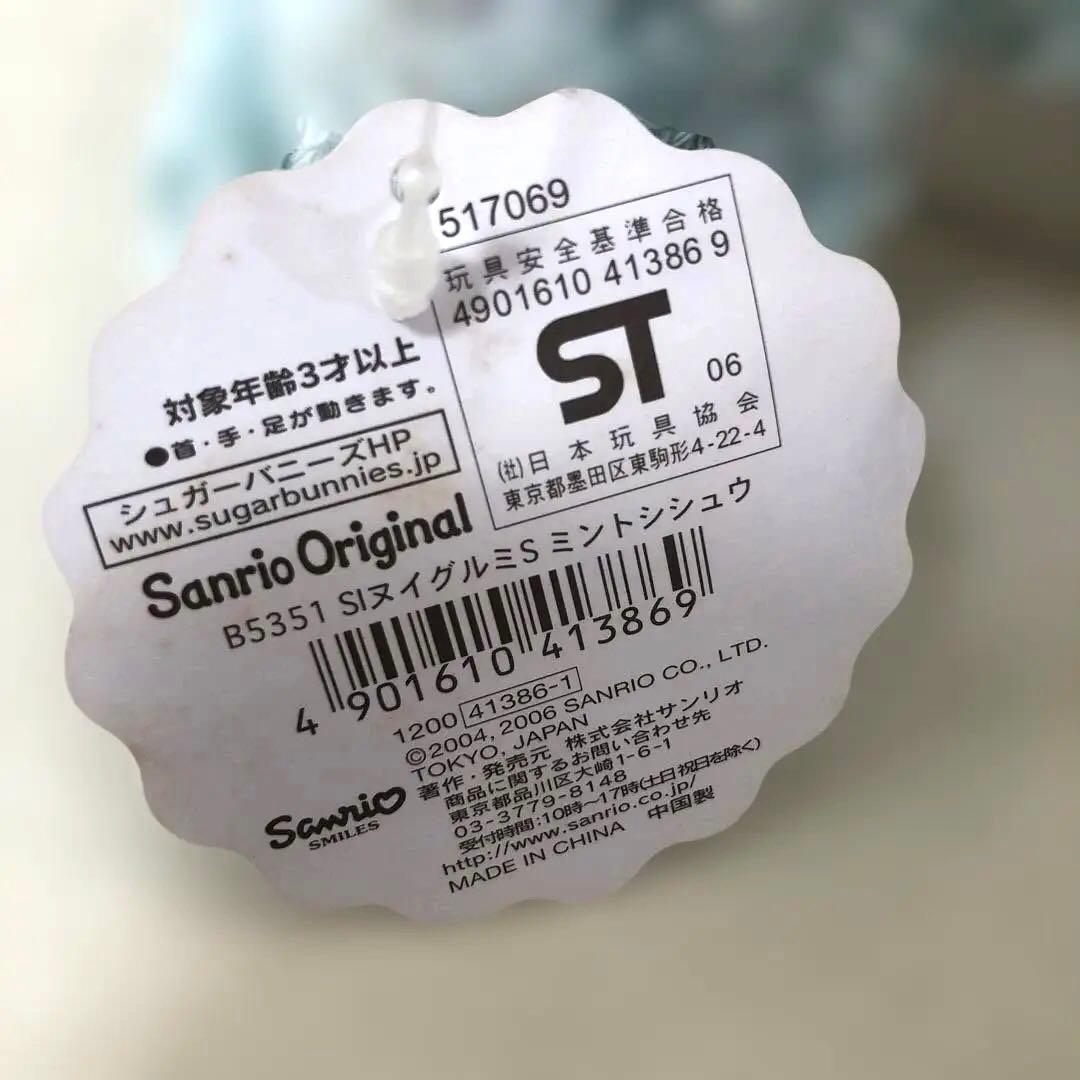 517069
玩具安全基準合格
4901610 41386 9
ST
06
(社)日本玩具協会
東京都墨田区東駒形4-22-4
対象年齢3才以上
●首・手・足が動きます。
シュガーバニーズHP
www.sugarbunnies.jp
Sanrio Original
B5351 SIヌイグルミS ミントシシュウ
4 901610 413869
1200 41386-1
©2004, 2006 SANRIO CO., LTD.
TOKYO, JAPAN
著作・発売元 株式会社サンリオ
商品に関するお問い合わせ先
東京都品川区大崎1-6-1
03-3779-8148
受付時間:10時～17時(土日祝日を除く)
http://www.sanrio.co.jp/
MADE IN CHINA 中国製
Sanrio
SMILES